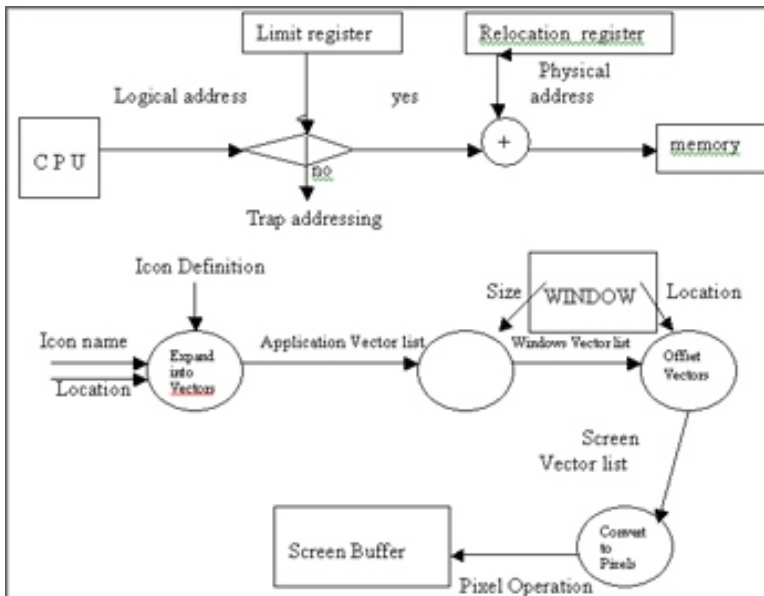 Limit register
Relocation register
Logical address
yes
Physical
address
C P U
+
memory
no
Trap addressing
Icon Definition
Size
WINDOW
Location
Icon name
Location
Expand
into
Vectors
Application Vector list
Windows Vector list
Offset
Vectors
Screen
Vector list
Screen Buffer
Convert
to
Pixels
Pixel Operation